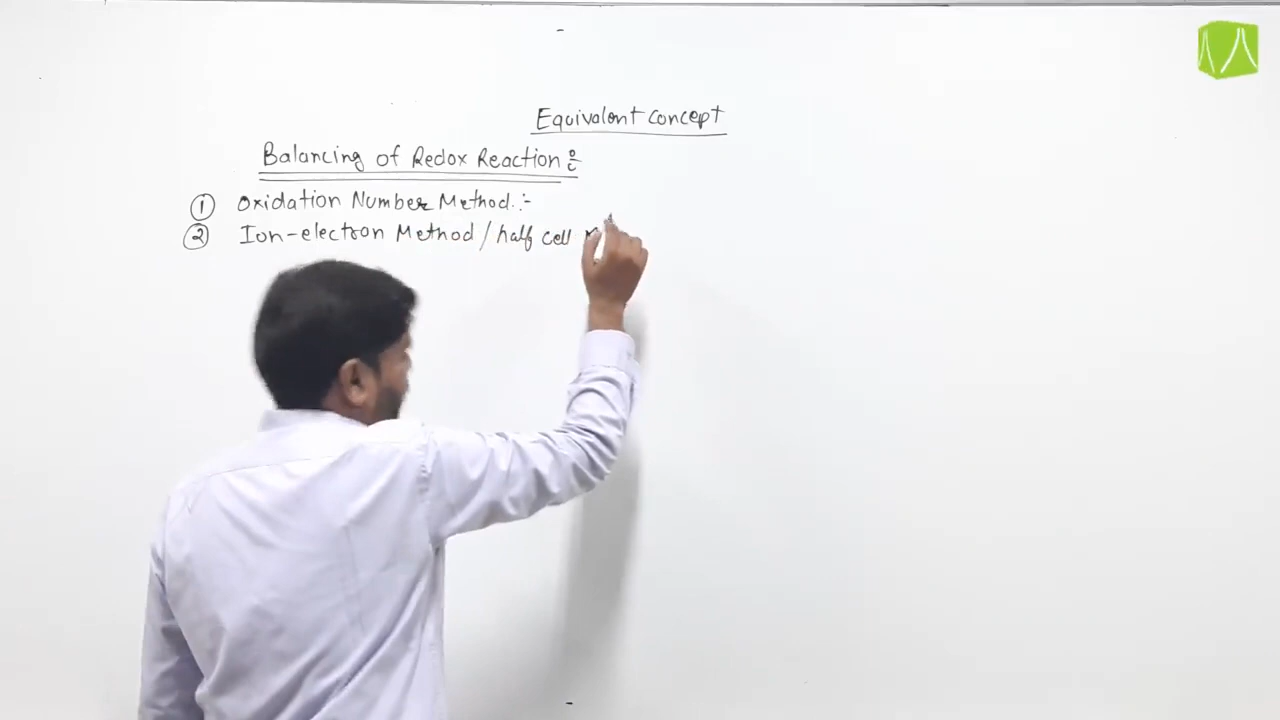 Equivalent Concept
Balancing of Redox Reaction :-
① Oxidation Number Method :-
② Ion-electron Method / half cell